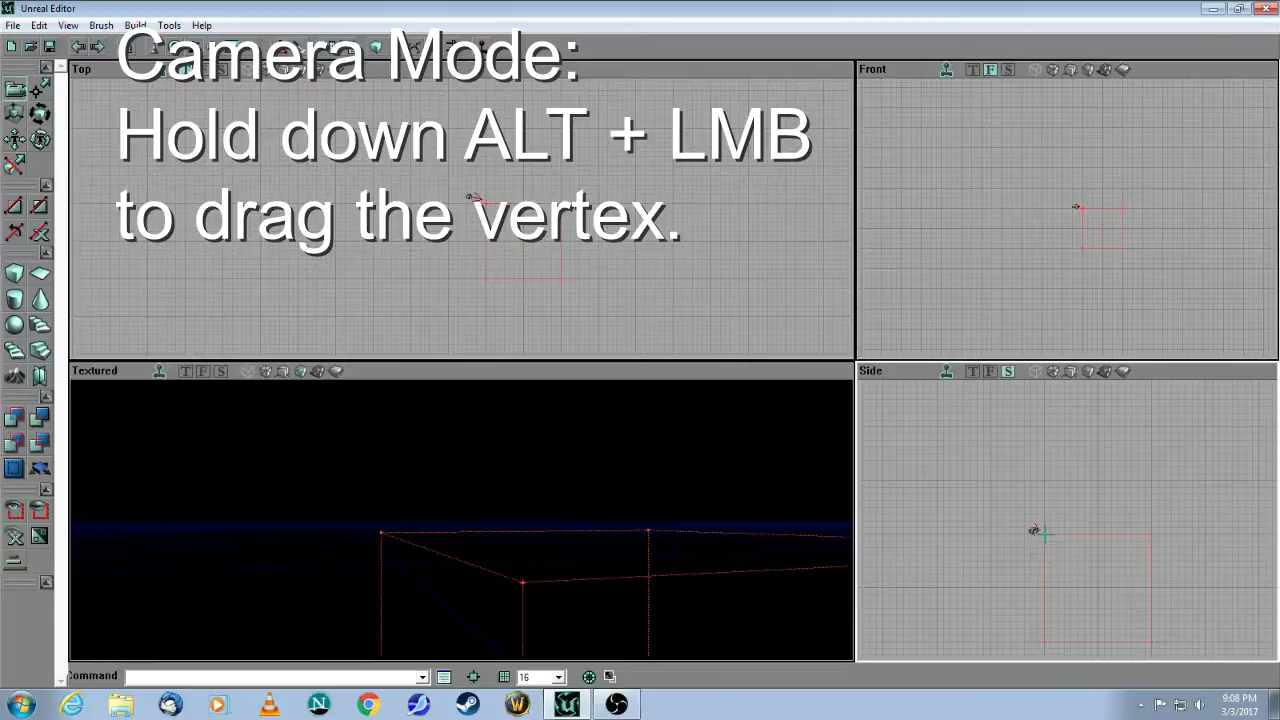 Unreal Editor
File Edit View Brush Build Tools Help
Camera Mode:
Hold down ALT + LMB
to drag the vertex.
Top
Front
T F S
Textured
T F S
Side
T F S
Command
16
9:08 PM
3/3/2017